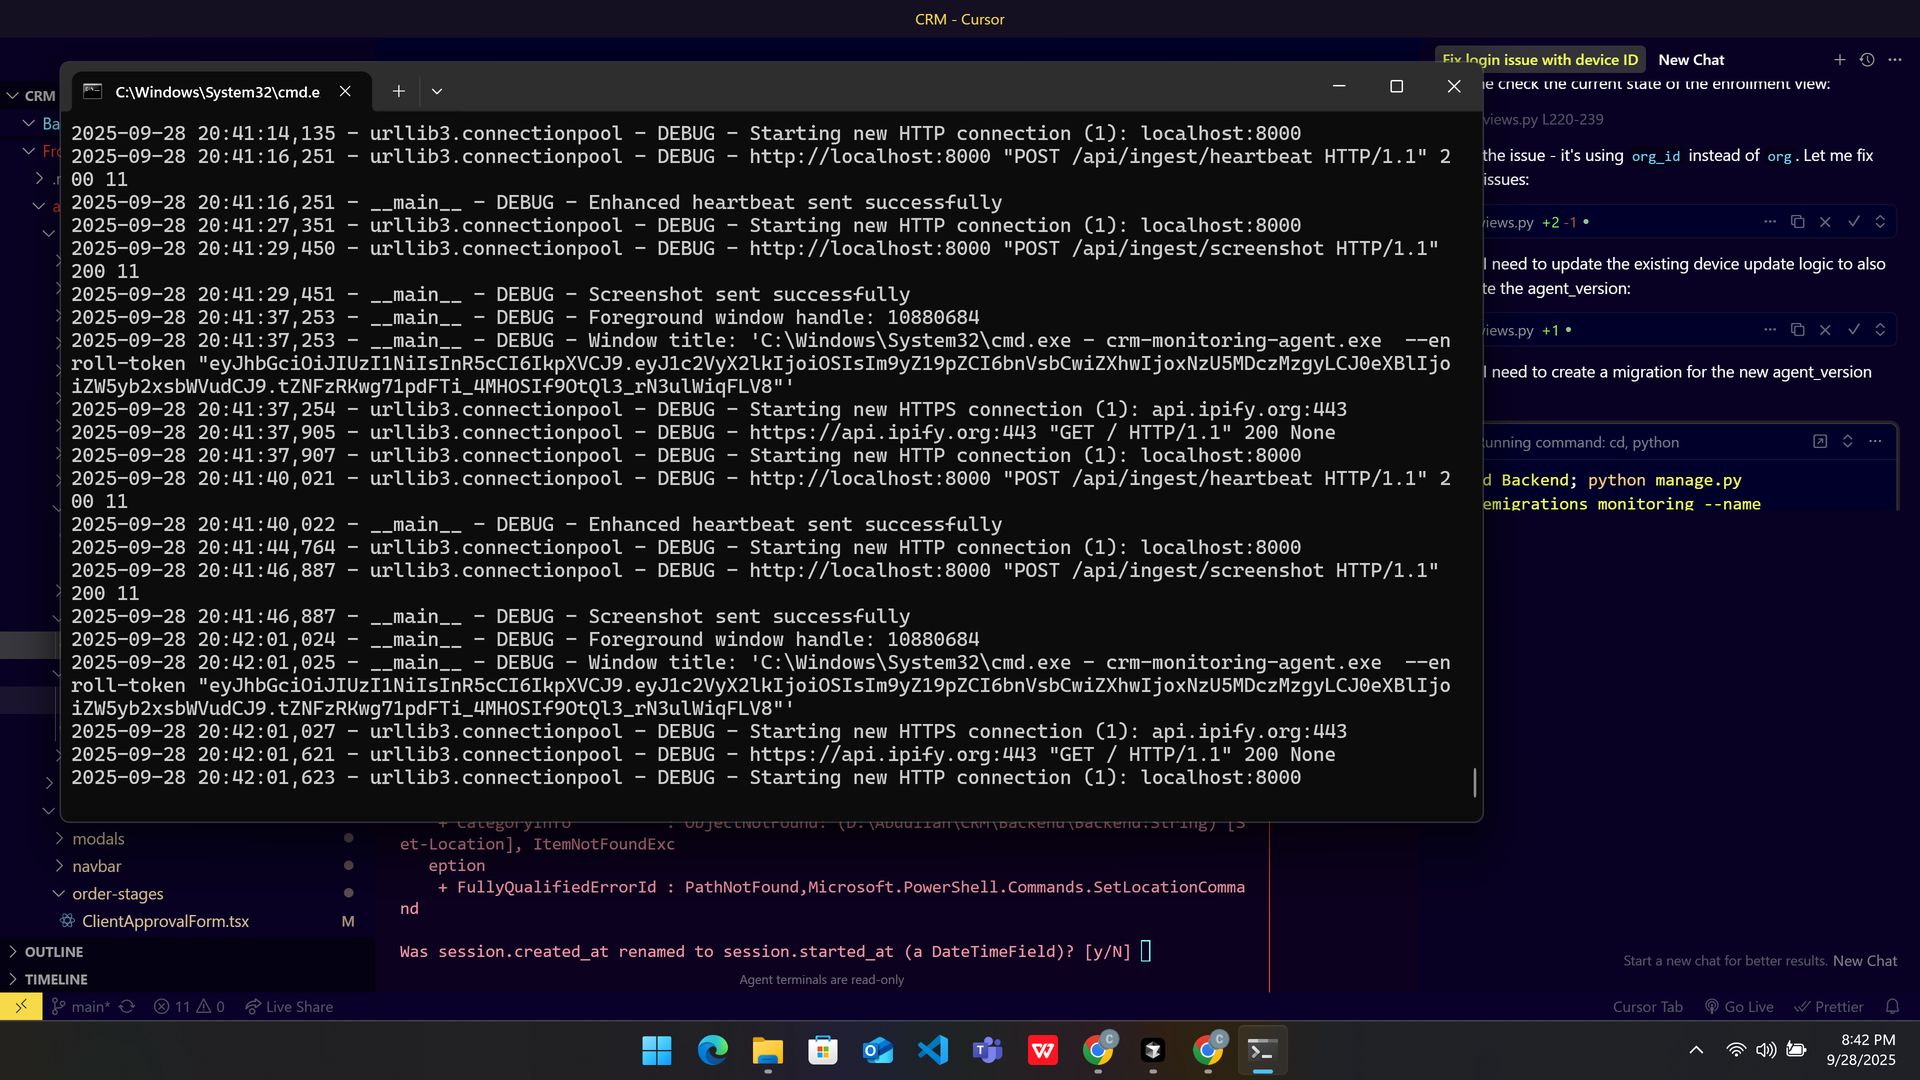 CRM - Cursor
C:\Windows\System32\cmd.e
2025-09-28 20:41:14,135 - urllib3.connectionpool - DEBUG - Starting new HTTP connection (1): localhost:8000
2025-09-28 20:41:16,251 - urllib3.connectionpool - DEBUG - http://localhost:8000 "POST /api/ingest/heartbeat HTTP/1.1" 2
00 11
2025-09-28 20:41:16,251 - __main__ - DEBUG - Enhanced heartbeat sent successfully
2025-09-28 20:41:27,351 - urllib3.connectionpool - DEBUG - Starting new HTTP connection (1): localhost:8000
2025-09-28 20:41:29,450 - urllib3.connectionpool - DEBUG - http://localhost:8000 "POST /api/ingest/screenshot HTTP/1.1"
200 11
2025-09-28 20:41:29,451 - __main__ - DEBUG - Screenshot sent successfully
2025-09-28 20:41:37,253 - __main__ - DEBUG - Foreground window handle: 10880684
2025-09-28 20:41:37,253 - __main__ - DEBUG - Window title: 'C:\Windows\System32\cmd.exe - crm-monitoring-agent.exe  --en
roll-token "eyJhbGciOiJIUzI1NiIsInR5cCI6IkpXVCJ9.eyJ1c2VyX2lkIjoiOSIsIm9yZ19pZCI6bnVsbCwiZXhwIjoxNzU5MDczMzgyLCJ0eXBlIjo
iZW5yb2xsbWVudCJ9.tZNFzRKwg71pdFTi_4MHOSIf9OtQl3_rN3ulWiqFLV8"'
2025-09-28 20:41:37,254 - urllib3.connectionpool - DEBUG - Starting new HTTPS connection (1): api.ipify.org:443
2025-09-28 20:41:37,905 - urllib3.connectionpool - DEBUG - https://api.ipify.org:443 "GET / HTTP/1.1" 200 None
2025-09-28 20:41:37,907 - urllib3.connectionpool - DEBUG - Starting new HTTP connection (1): localhost:8000
2025-09-28 20:41:40,021 - urllib3.connectionpool - DEBUG - http://localhost:8000 "POST /api/ingest/heartbeat HTTP/1.1" 2
00 11
2025-09-28 20:41:40,022 - __main__ - DEBUG - Enhanced heartbeat sent successfully
2025-09-28 20:41:44,764 - urllib3.connectionpool - DEBUG - Starting new HTTP connection (1): localhost:8000
2025-09-28 20:41:46,887 - urllib3.connectionpool - DEBUG - http://localhost:8000 "POST /api/ingest/screenshot HTTP/1.1"
200 11
2025-09-28 20:41:46,887 - __main__ - DEBUG - Screenshot sent successfully
2025-09-28 20:42:01,024 - __main__ - DEBUG - Foreground window handle: 10880684
2025-09-28 20:42:01,025 - __main__ - DEBUG - Window title: 'C:\Windows\System32\cmd.exe - crm-monitoring-agent.exe  --en
roll-token "eyJhbGciOiJIUzI1NiIsInR5cCI6IkpXVCJ9.eyJ1c2VyX2lkIjoiOSIsIm9yZ19pZCI6bnVsbCwiZXhwIjoxNzU5MDczMzgyLCJ0eXBlIjo
iZW5yb2xsbWVudCJ9.tZNFzRKwg71pdFTi_4MHOSIf9OtQl3_rN3ulWiqFLV8"'
2025-09-28 20:42:01,027 - urllib3.connectionpool - DEBUG - Starting new HTTPS connection (1): api.ipify.org:443
2025-09-28 20:42:01,621 - urllib3.connectionpool - DEBUG - https://api.ipify.org:443 "GET / HTTP/1.1" 200 None
2025-09-28 20:42:01,623 - urllib3.connectionpool - DEBUG - Starting new HTTP connection (1): localhost:8000
CRM
Ba
Fro
modals
navbar
order-stages
ClientApprovalForm.tsx M
OUTLINE
TIMELINE
+ CategoryInfo : ObjectNotFound: (D:\Abdullah\CRM\Backend\Backend:String) [S
et-Location], ItemNotFoundExc
eption
+ FullyQualifiedErrorId : PathNotFound,Microsoft.PowerShell.Commands.SetLocationComma
nd
Was session.created_at renamed to session.started_at (a DateTimeField)? [y/N]
Agent terminals are read-only
Fix login issue with device ID New Chat
e check the current state of the enrollment view:
views.py L220-239
the issue - it's using org_id instead of org. Let me fix
issues:
views.py +2 -1
I need to update the existing device update logic to also
te the agent_version:
views.py +1
I need to create a migration for the new agent_version
unning command: cd, python
d Backend; python manage.py
emigrations monitoring --name
Start a new chat for better results. New Chat
main* 11 0 Live Share
Cursor Tab Go Live Prettier
8:42 PM
9/28/2025